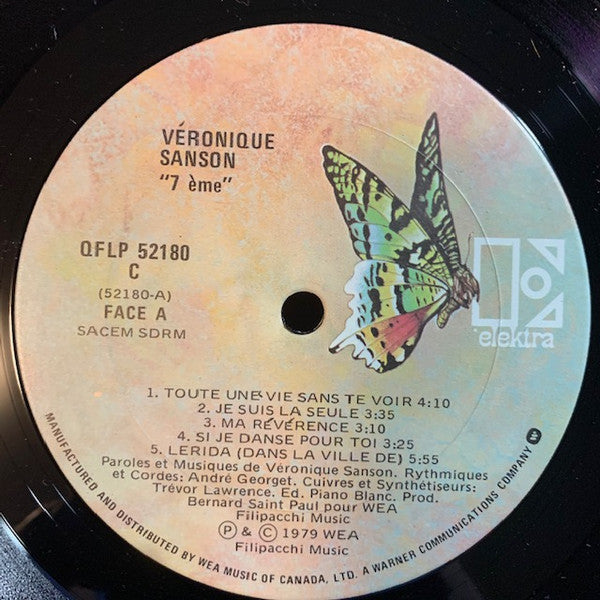 VÉRONIQUE
SANSON
"7 ème"
QFLP 52180
C
(52180-A)
FACE A
SACEM SDRM
elektra
1. TOUTE UNE VIE SANS TE VOIR 4:10
2. JE SUIS LA SEULE 3:35
3. MA RÉVÉRENCE 3:10
4. SI JE DANSE POUR TOI 3:25
5. LERIDA (DANS LA VILLE DE) 5:55
Paroles et Musiques de Véronique Sanson. Rythmiques
et Cordes: André Georget. Cuivres et Synthétiseurs:
Trévor Lawrence. Ed. Piano Blanc. Prod.
Bernard Saint Paul pour WEA
Filipacchi Music
℗ & © 1979 WEA
Filipacchi Music
MANUFACTURED AND DISTRIBUTED BY WEA MUSIC OF CANADA, LTD. A WARNER COMMUNICATIONS COMPANY